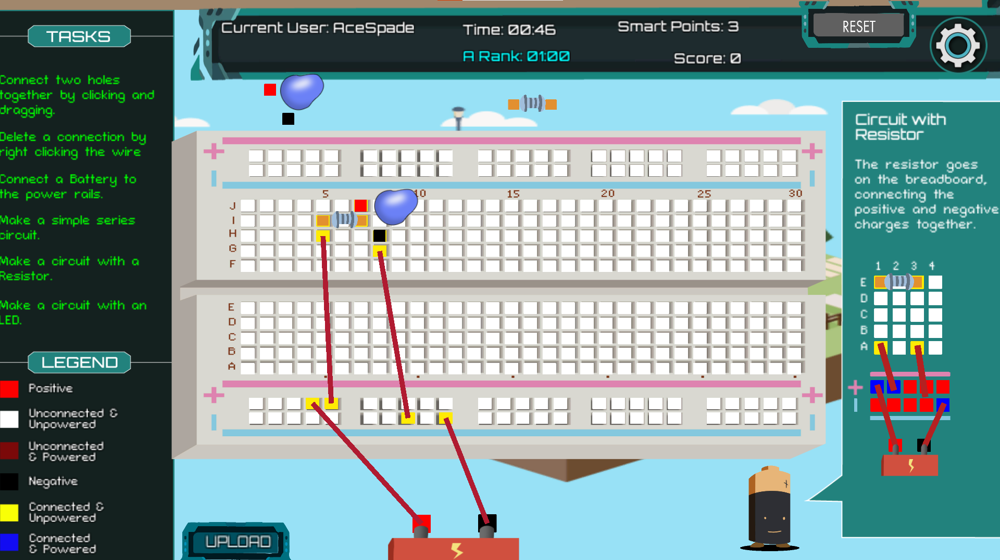 TASKS
Connect two holes
together by clicking and
dragging.
Delete a connection by
right clicking the wire
Connect a Battery to
the power rails.
Make a simple series
circuit.
Make a circuit with a
Resistor.
Make a circuit with an
LED.
LEGEND
Positive
Unconnected &
Unpowered
Unconnected
& Powered
Negative
Connected &
Unpowered
Connected
& Powered
Current User: AceSpade
Time: 00:46
Smart Points: 3
A Rank: 01:00
Score: 0
RESET
5 10 15 20 25 30
J
I
H
G
F
E
D
C
B
A
UPLOAD
Circuit with
Resistor
The resistor goes
on the breadboard,
connecting the
positive and negative
charges together.
1 2 3 4
E
D
C
B
A